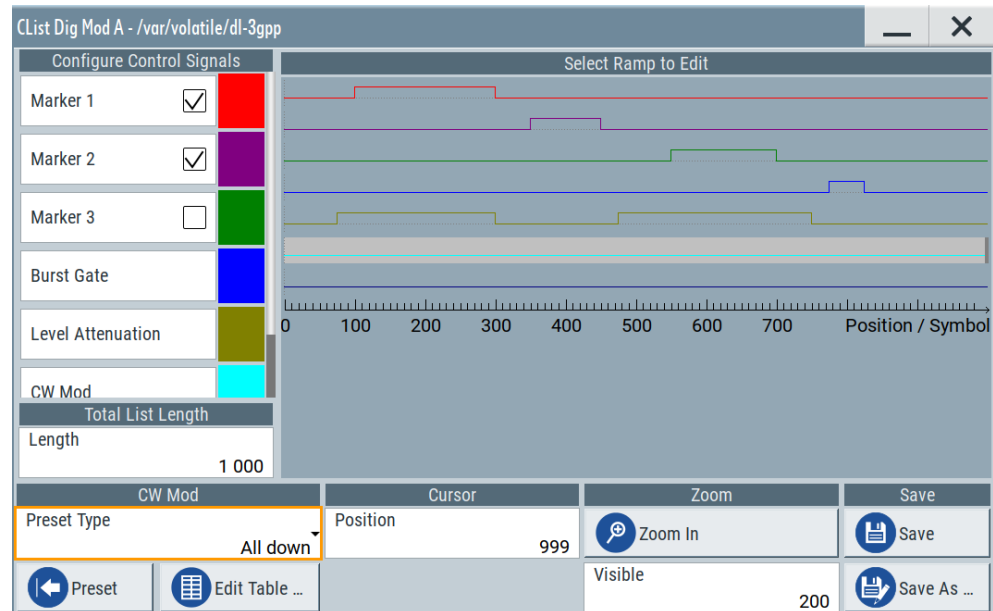 CList Dig Mod A - /var/volatile/dl-3gpp
Configure Control Signals
Select Ramp to Edit
Marker 1
Marker 2
Marker 3
Burst Gate
Level Attenuation
CW Mod
0 100 200 300 400 500 600 700 Position / Symbol
Total List Length
Length
1 000
CW Mod
Cursor
Zoom
Save
Preset Type
All down
Position
999
Zoom In
Save
Preset
Edit Table ...
Visible
200
Save As ...